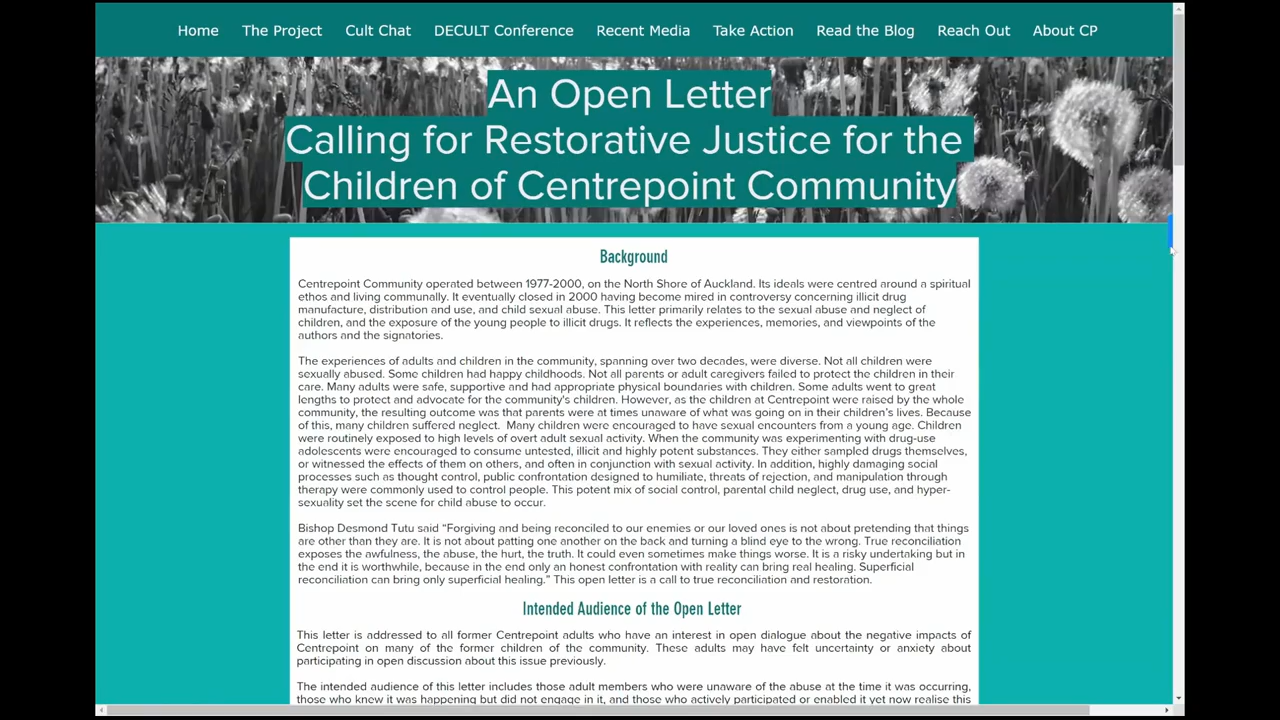 Home The Project Cult Chat DECULT Conference Recent Media Take Action Read the Blog Reach Out About CP
An Open Letter
Calling for Restorative Justice for the
Children of Centrepoint Community
Background
Centrepoint Community operated between 1977-2000, on the North Shore of Auckland. Its ideals were centred around a spiritual
ethos and living communally. It eventually closed in 2000 having become mired in controversy concerning illicit drug
manufacture, distribution and use, and child sexual abuse. This letter primarily relates to the sexual abuse and neglect of
children, and the exposure of the young people to illicit drugs. It reflects the experiences, memories, and viewpoints of the
authors and the signatories.
The experiences of adults and children in the community, spanning over two decades, were diverse. Not all children were
sexually abused. Some children had happy childhoods. Not all parents or adult caregivers failed to protect the children in their
care. Many adults were safe, supportive and had appropriate physical boundaries with children. Some adults went to great
lengths to protect and advocate for the community's children. However, as the children at Centrepoint were raised by the whole
community, the resulting outcome was that parents were at times unaware of what was going on in their children's lives. Because
of this, many children suffered neglect.  Many children were encouraged to have sexual encounters from a young age. Children
were routinely exposed to high levels of overt adult sexual activity. When the community was experimenting with drug-use
adolescents were encouraged to consume untested, illicit and highly potent substances. They either sampled drugs themselves,
or witnessed the effects of them on others, and often in conjunction with sexual activity. In addition, highly damaging social
processes such as thought control, public confrontation designed to humiliate, threats of rejection, and manipulation through
therapy were commonly used to control people. This potent mix of social control, parental child neglect, drug use, and hyper-
sexuality set the scene for child abuse to occur.
Bishop Desmond Tutu said “Forgiving and being reconciled to our enemies or our loved ones is not about pretending that things
are other than they are. It is not about patting one another on the back and turning a blind eye to the wrong. True reconciliation
exposes the awfulness, the abuse, the hurt, the truth. It could even sometimes make things worse. It is a risky undertaking but in
the end it is worthwhile, because in the end only an honest confrontation with reality can bring real healing. Superficial
reconciliation can bring only superficial healing.” This open letter is a call to true reconciliation and restoration.
Intended Audience of the Open Letter
This letter is addressed to all former Centrepoint adults who have an interest in open dialogue about the negative impacts of
Centrepoint on many of the former children of the community. These adults may have felt uncertainty or anxiety about
participating in open discussion about this issue previously.
The intended audience of this letter includes those adult members who were unaware of the abuse at the time it was occurring,
those who knew it was happening but did not engage in it, and those who actively participated or enabled it yet now realise this